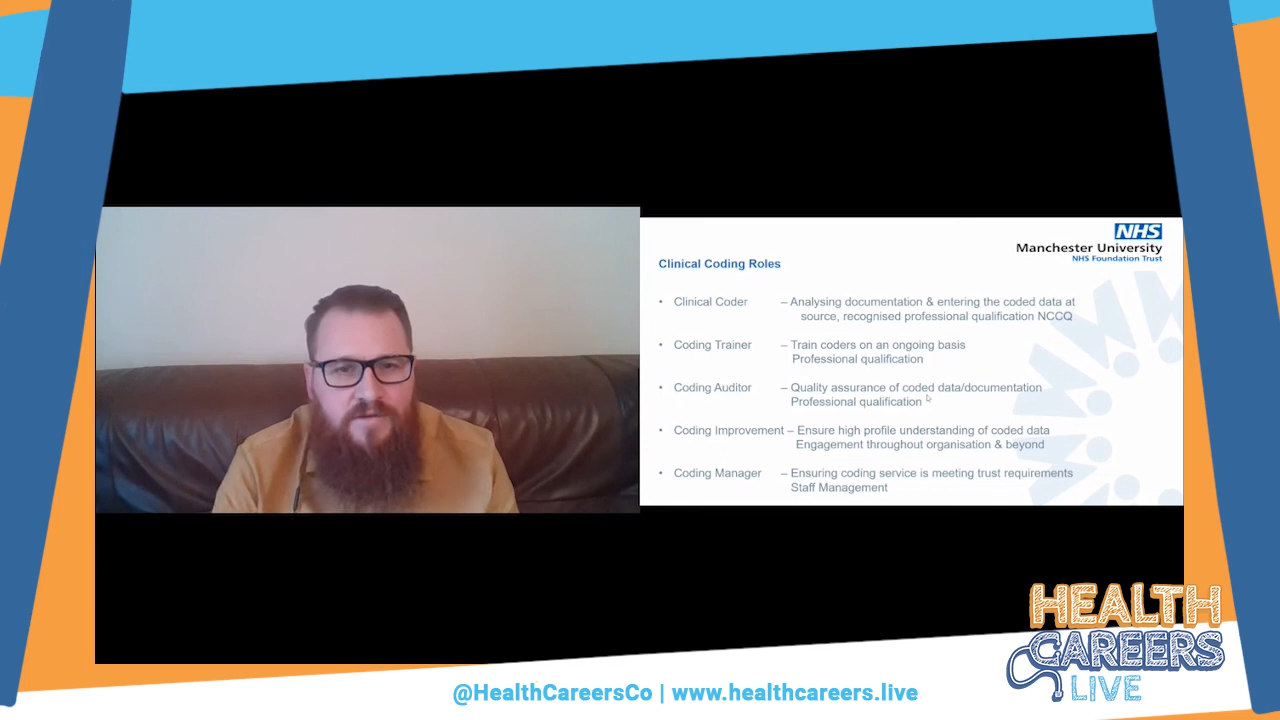 NHS
Manchester University
NHS Foundation Trust
Clinical Coding Roles
• Clinical Coder – Analysing documentation & entering the coded data at
source, recognised professional qualification NCCQ
• Coding Trainer – Train coders on an ongoing basis
Professional qualification
• Coding Auditor – Quality assurance of coded data/documentation
Professional qualification
• Coding Improvement – Ensure high profile understanding of coded data
Engagement throughout organisation & beyond
• Coding Manager – Ensuring coding service is meeting trust requirements
Staff Management
HEALTH
CAREERS
LIVE
@HealthCareersCo | www.healthcareers.live